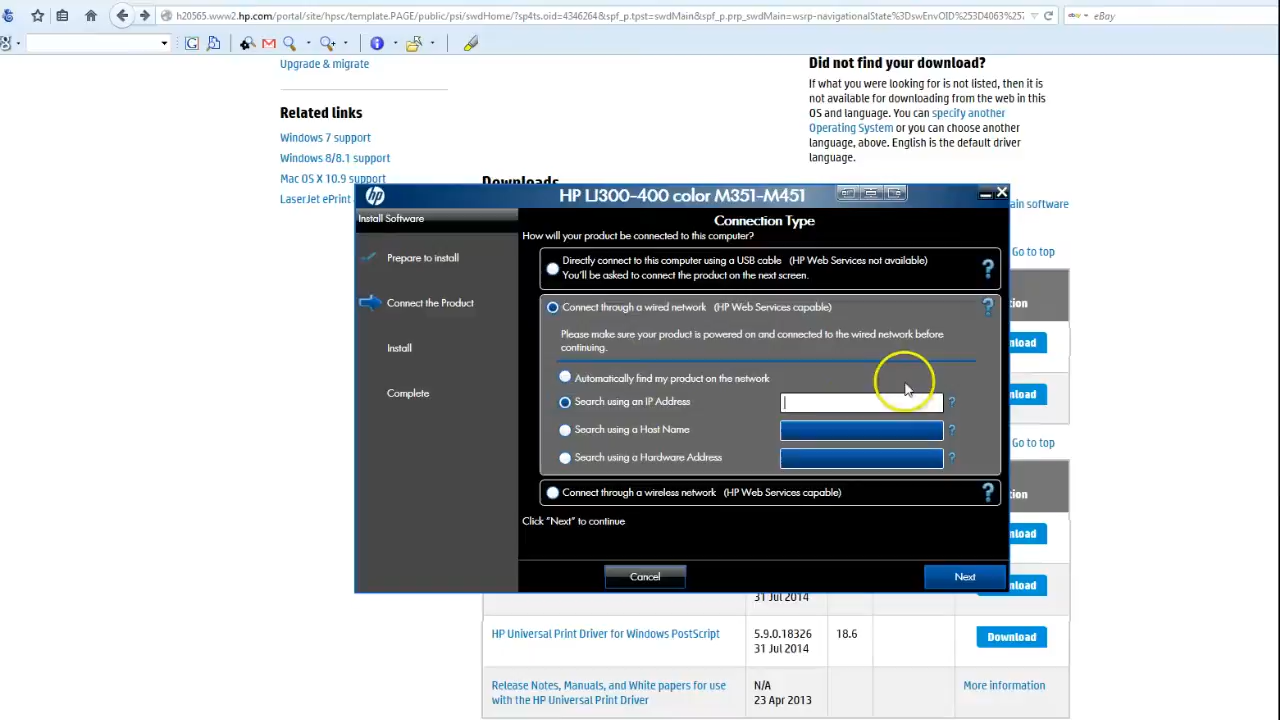 h20565.www2.hp.com/portal/site/hpsc/template.PAGE/public/psi/swdHome/?sp4ts.oid=4346264&spf_p.tpst=swdMain&spf_p.prp_swdMain=wsrp-navigationalState%3DswEnvOID%253D4063%257
eBay
Upgrade & migrate
Related links
Windows 7 support
Windows 8/8.1 support
Mac OS X 10.9 support
LaserJet ePrint
Did not find your download?
If what you were looking for is not listed, then it is
not available for downloading from the web in this
OS and language. You can specify another
Operating System or you can choose another
language, above. English is the default driver
language.
Downloads
ain software
Go to top
ion
nload
nload
Go to top
ion
nload
nload
hp
HP LJ300-400 color M351-M451
Install Software
Prepare to install
Connect the Product
Install
Complete
Connection Type
How will your product be connected to this computer?
Directly connect to this computer using a USB cable (HP Web Services not available)
You'll be asked to connect the product on the next screen.
?
Connect through a wired network (HP Web Services capable)
?
Please make sure your product is powered on and connected to the wired network before
continuing.
Automatically find my product on the network
Search using an IP Address
?
Search using a Host Name
?
Search using a Hardware Address
?
Connect through a wireless network (HP Web Services capable)
?
Click "Next" to continue
Cancel
Next
31 Jul 2014
HP Universal Print Driver for Windows PostScript
5.9.0.18326
31 Jul 2014
18.6
Download
Release Notes, Manuals, and White papers for use
with the HP Universal Print Driver
N/A
23 Apr 2013
More information